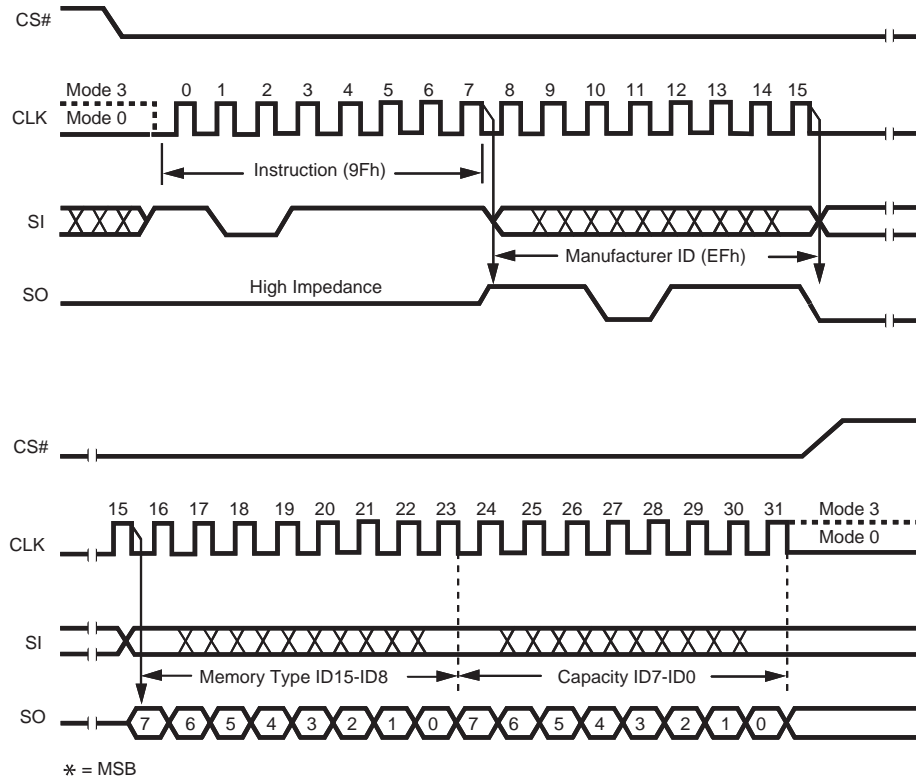 CS#
Mode 3
0 1 2 3 4 5 6 7 8 9 10 11 12 13 14 15
CLK
Mode 0
Instruction (9Fh)
SI
Manufacturer ID (EFh)
High Impedance
SO
CS#
15 16 17 18 19 20 21 22 23 24 25 26 27 28 29 30 31
Mode 3
CLK
Mode 0
SI
Memory Type ID15-ID8
Capacity ID7-ID0
SO
7 6 5 4 3 2 1 0 7 6 5 4 3 2 1 0
* = MSB